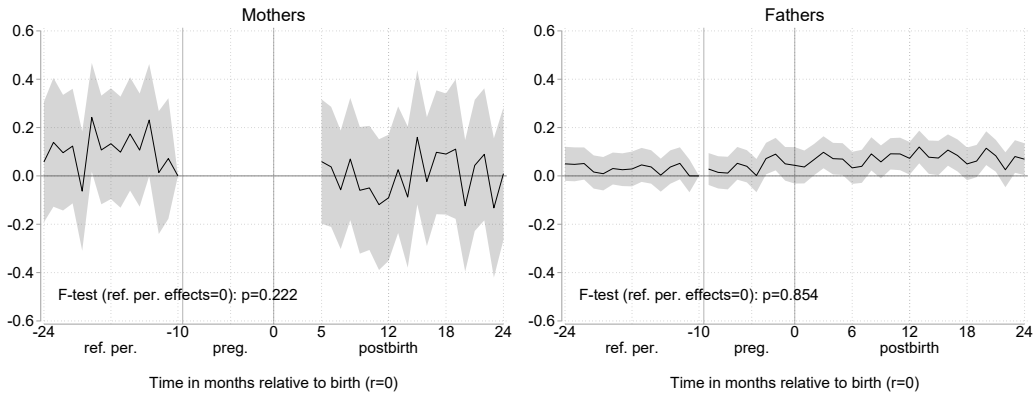 Mothers
0.6
0.4
0.2
0.0
-0.2
-0.4
-0.6
F-test (ref. per. effects=0): p=0.222
-24 -10 0 5 12 18 24
ref. per. preg. postbirth
Time in months relative to birth (r=0)
Fathers
0.6
0.4
0.2
0.0
-0.2
-0.4
-0.6
F-test (ref. per. effects=0): p=0.854
-24 -10 0 6 12 18 24
ref. per. preg. postbirth
Time in months relative to birth (r=0)